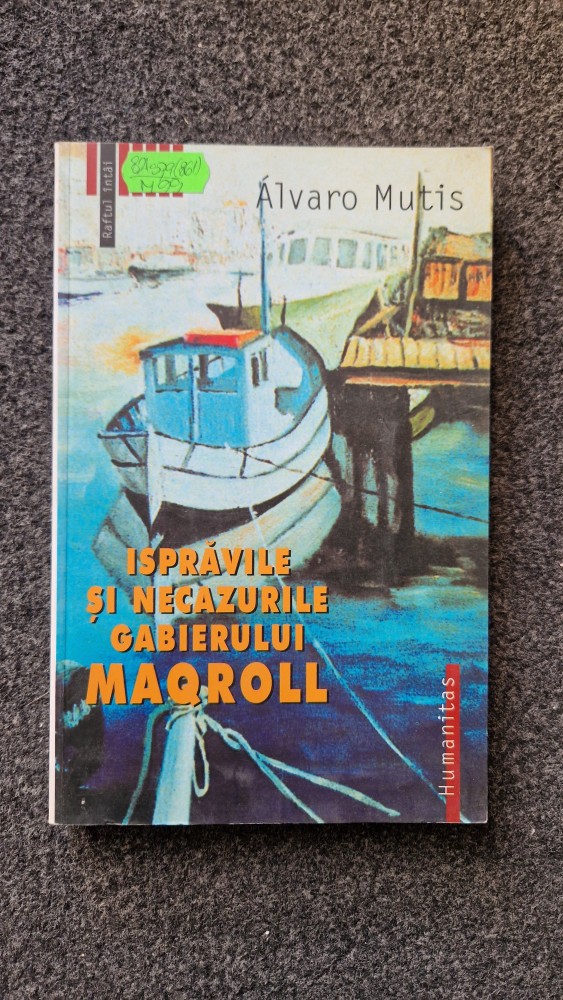 Raftul întâi
Álvaro Mutis
ISPRĂVILE
ȘI NECAZURILE
GABIERULUI
MAQROLL
Humanitas